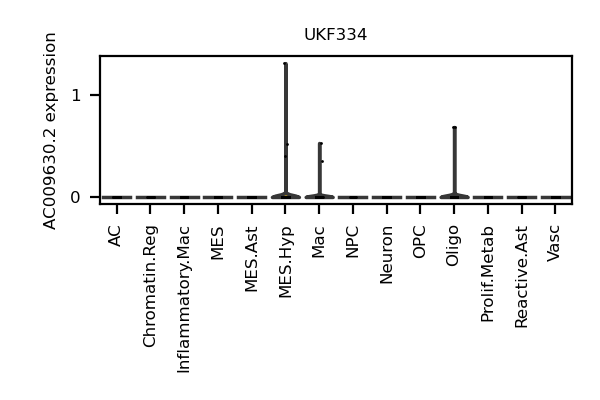 UKF334
AC009630.2 expression
1
0
AC
Chromatin.Reg
Inflammatory.Mac
MES
MES.Ast
MES.Hyp
Mac
NPC
Neuron
OPC
Oligo
Prolif.Metab
Reactive.Ast
Vasc